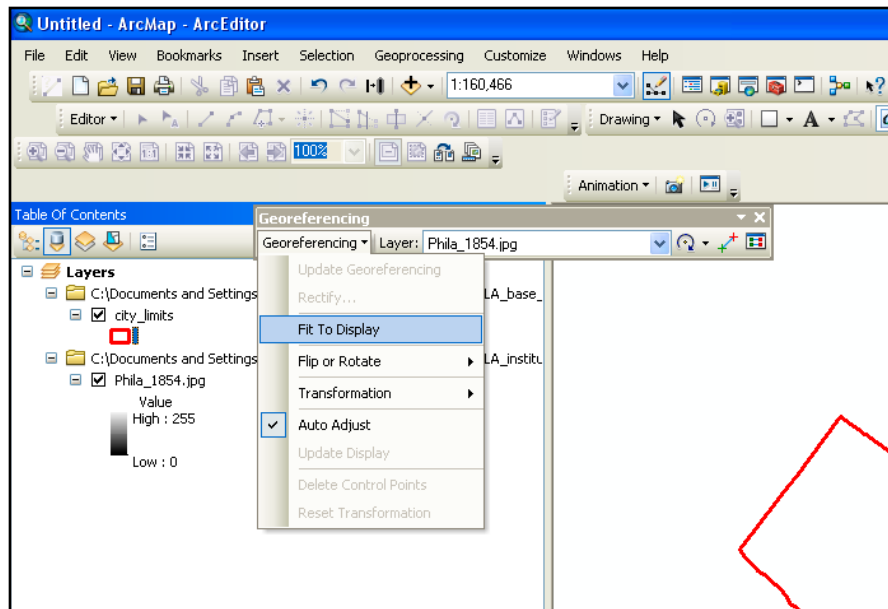 Untitled - ArcMap - ArcEditor
File Edit View Bookmarks Insert Selection Geoprocessing Customize Windows Help
1:160,466
Editor Drawing A
100%
Animation
Table Of Contents
Georeferencing
Georeferencing Layer: Phila_1854.jpg
Layers
C:\Documents and Settings LA_base_
city_limits
C:\Documents and Settings LA_institu
Phila_1854.jpg
Value
High : 255
Low : 0
Update Georeferencing
Rectify...
Fit To Display
Flip or Rotate
Transformation
Auto Adjust
Update Display
Delete Control Points
Reset Transformation